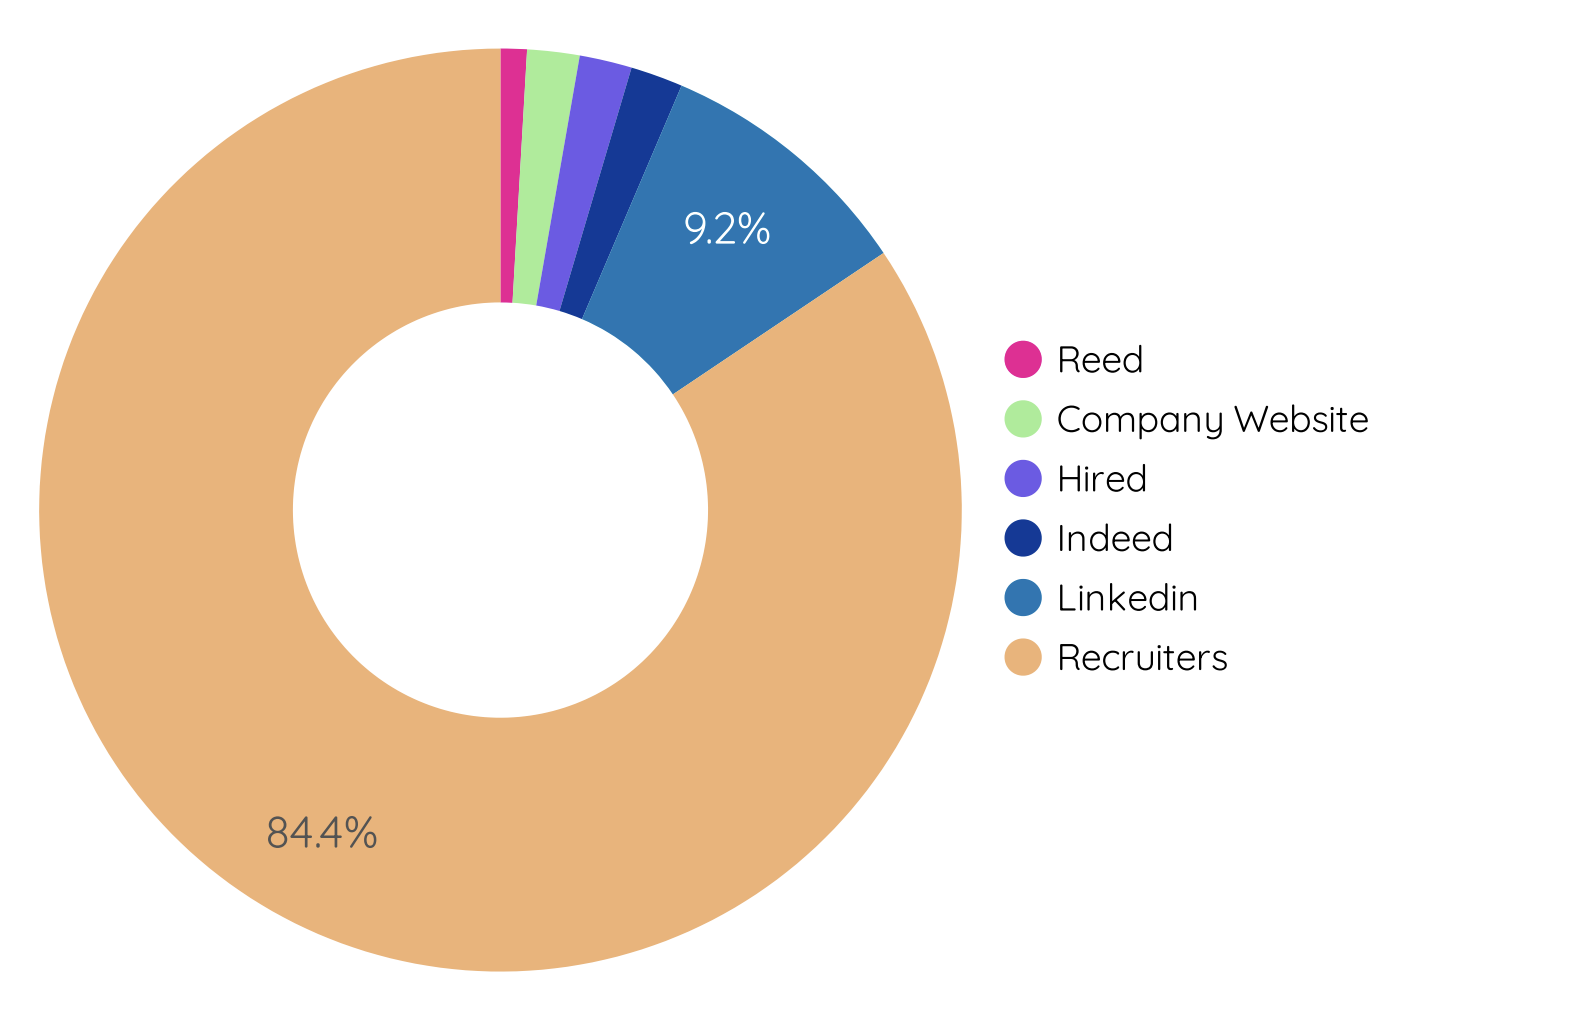 9.2%
84.4%
Reed
Company Website
Hired
Indeed
Linkedin
Recruiters